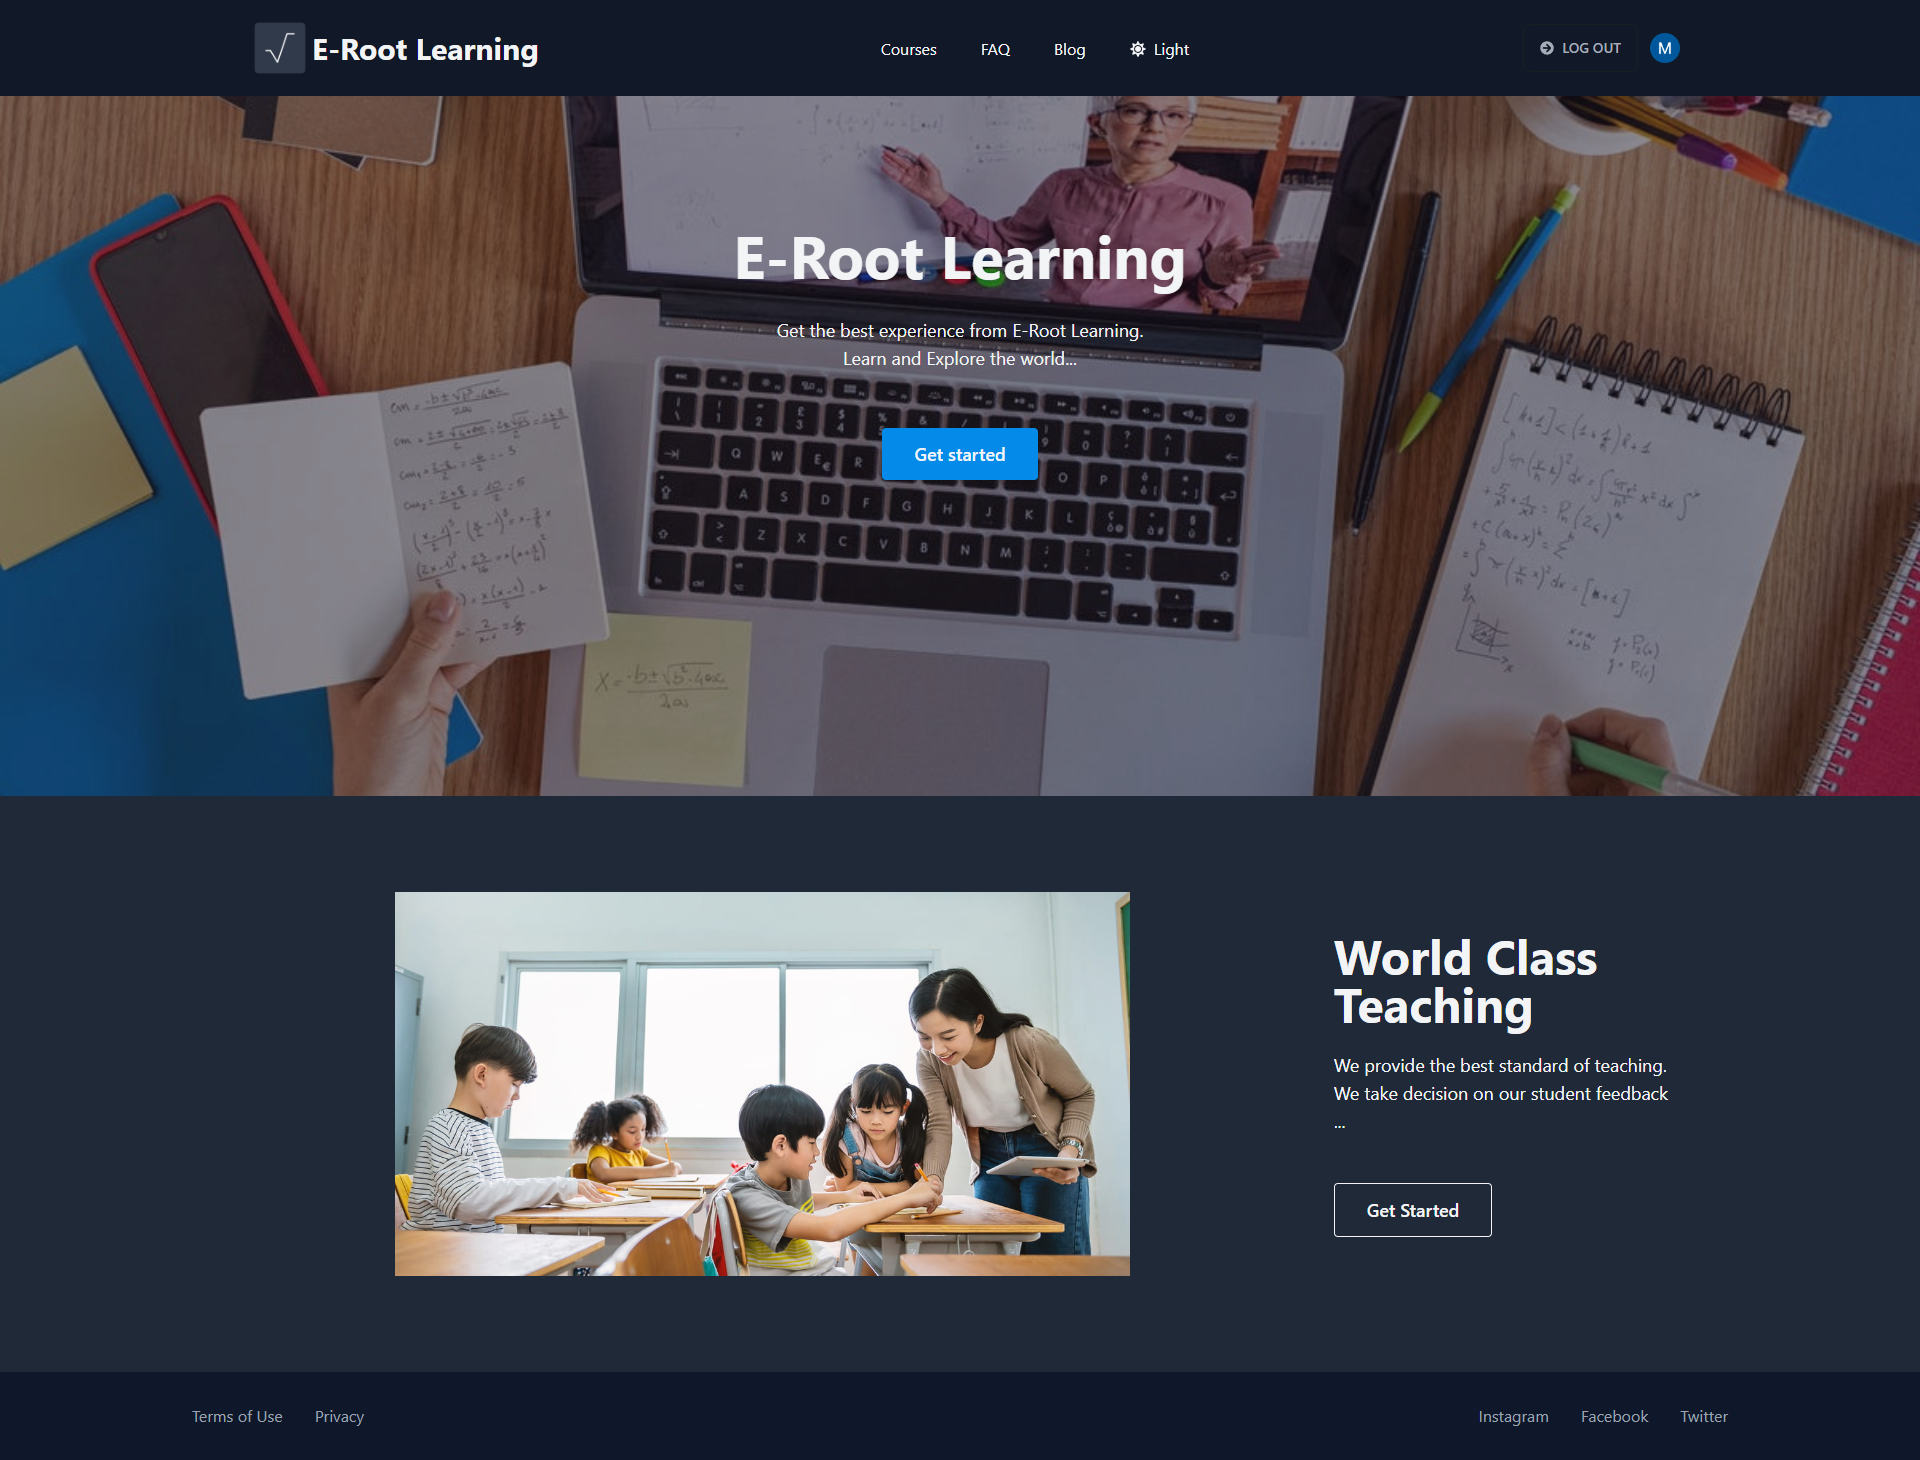 E-Root Learning
Courses
FAQ
Blog
Light
LOG OUT
M
E-Root Learning
Get the best experience from E-Root Learning.
Learn and Explore the world...
Get started
World Class
Teaching
We provide the best standard of teaching.
We take decision on our student feedback
...
Get Started
Terms of Use
Privacy
Instagram
Facebook
Twitter